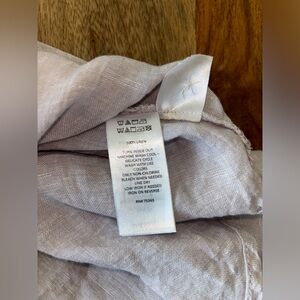 100% LINEN
TURN INSIDE OUT
MACHINE WASH COOL
DELICATE CYCLE
WASH WITH LIKE
COLORS
ONLY NON-CHLORINE
BLEACH WHEN NEEDED
LINE DRY
LOW IRON IF NEEDED
IRON ON REVERSE